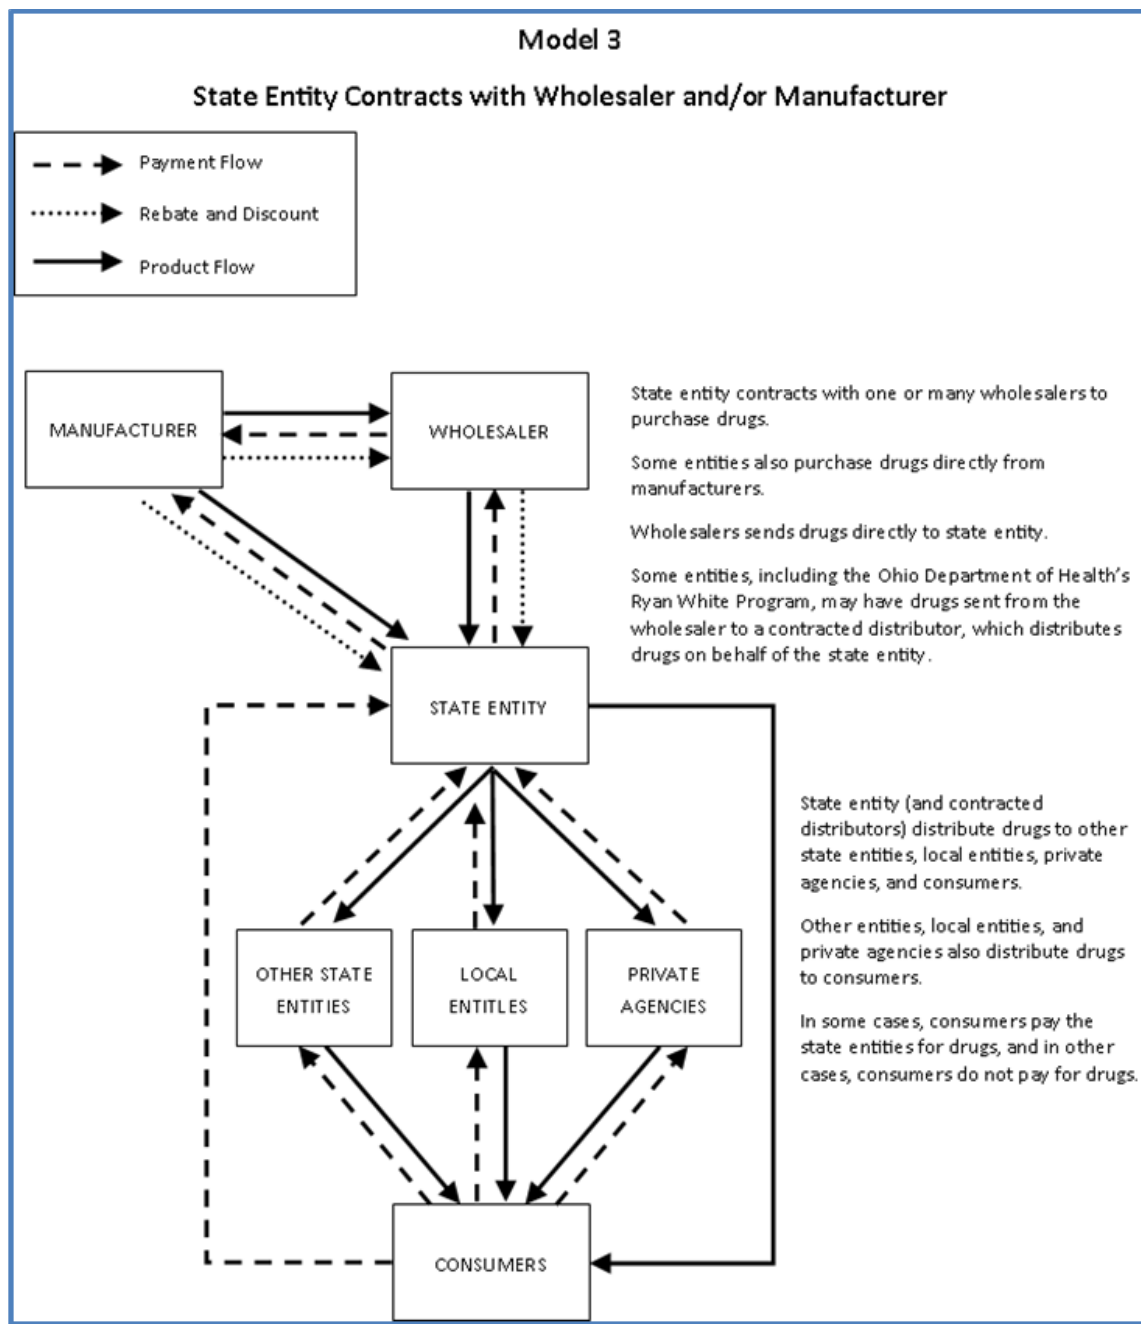 Model 3
State Entity Contracts with Wholesaler and/or Manufacturer
Payment Flow
Rebate and Discount
Product Flow
MANUFACTURER
WHOLESALER
State entity contracts with one or many wholesalers to
purchase drugs.
Some entities also purchase drugs directly from
manufacturers.
Wholesalers sends drugs directly to state entity.
Some entities, including the Ohio Department of Health's
Ryan White Program, may have drugs sent from the
wholesaler to a contracted distributor, which distributes
drugs on behalf of the state entity.
STATE ENTITY
State entity (and contracted
distributors) distribute drugs to other
state entities, local entities, private
agencies, and consumers.
Other entities, local entities, and
private agencies also distribute drugs
to consumers.
In some cases, consumers pay the
state entities for drugs, and in other
cases, consumers do not pay for drugs.
OTHER STATE
ENTITIES
LOCAL
ENTITLES
PRIVATE
AGENCIES
CONSUMERS